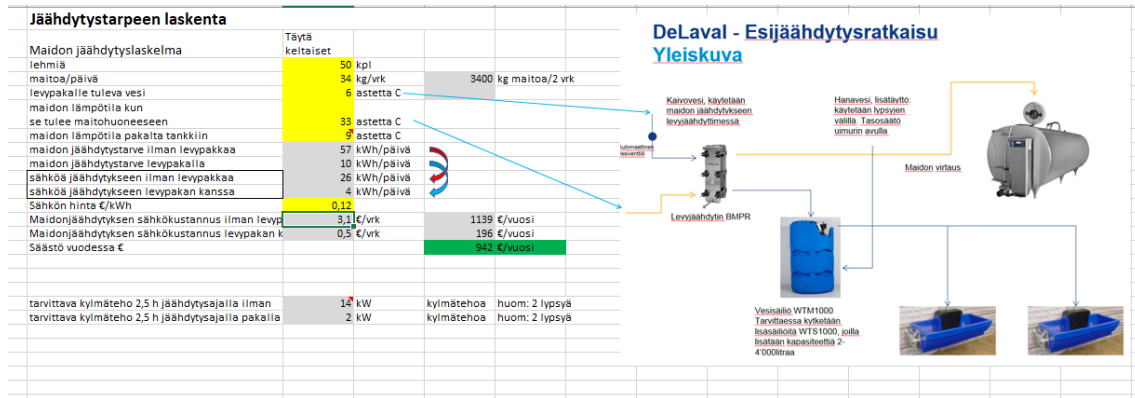 Jäähdytystarpeen laskenta
Täytä
Maidon jäähdytyslaskelma keltaiset
lehmiä 50 kpl
maitoa/päivä 34 kg/vrk 3400 kg maitoa/2 vrk
levypakalle tuleva vesi 6 astetta C
maidon lämpötila kun
se tulee maitohuoneeseen 33 astetta C
maidon lämpötila pakalta tankkiin 9 astetta C
maidon jäähdytystarve ilman levypakkaa 57 kWh/päivä
maidon jäähdytystarve levypakalla 10 kWh/päivä
sähköä jäähdytykseen ilman levypakkaa 26 kWh/päivä
sähköä jäähdytykseen levypakan kanssa 4 kWh/päivä
Sähkön hinta €/kWh 0,12
Maidonjäähdytyksen sähkökustannus ilman levyp 3,1 €/vrk 1139 €/vuosi
Maidonjäähdytyksen sähkökustannus levypakan k 0,5 €/vrk 196 €/vuosi
Säästö vuodessa € 942 €/vuosi
tarvittava kylmäteho 2,5 h jäähdytysajalla ilman 14 kW kylmätehoa huom: 2 lypsyä
tarvittava kylmäteho 2,5 h jäähdytysajalla pakalla 2 kW kylmätehoa huom: 2 lypsyä
DeLaval - Esijäähdytysratkaisu
Yleiskuva
Kaivovesi, käytetään
maidon jäähdytykseen
levyjäähdyttimessä
Hanavesi, lisätäyttö:
käytetään lypsyjen
välillä. Tasosäätö
uimurin avulla
Maidon virtaus
Levyjäähdytin BMPR
Vesisäiliö WTM1000
Tarvittaessa kytketään
lisäsäiliöitä WTS1000, joilla
lisätään kapasiteettiä 2-
4'000litraa